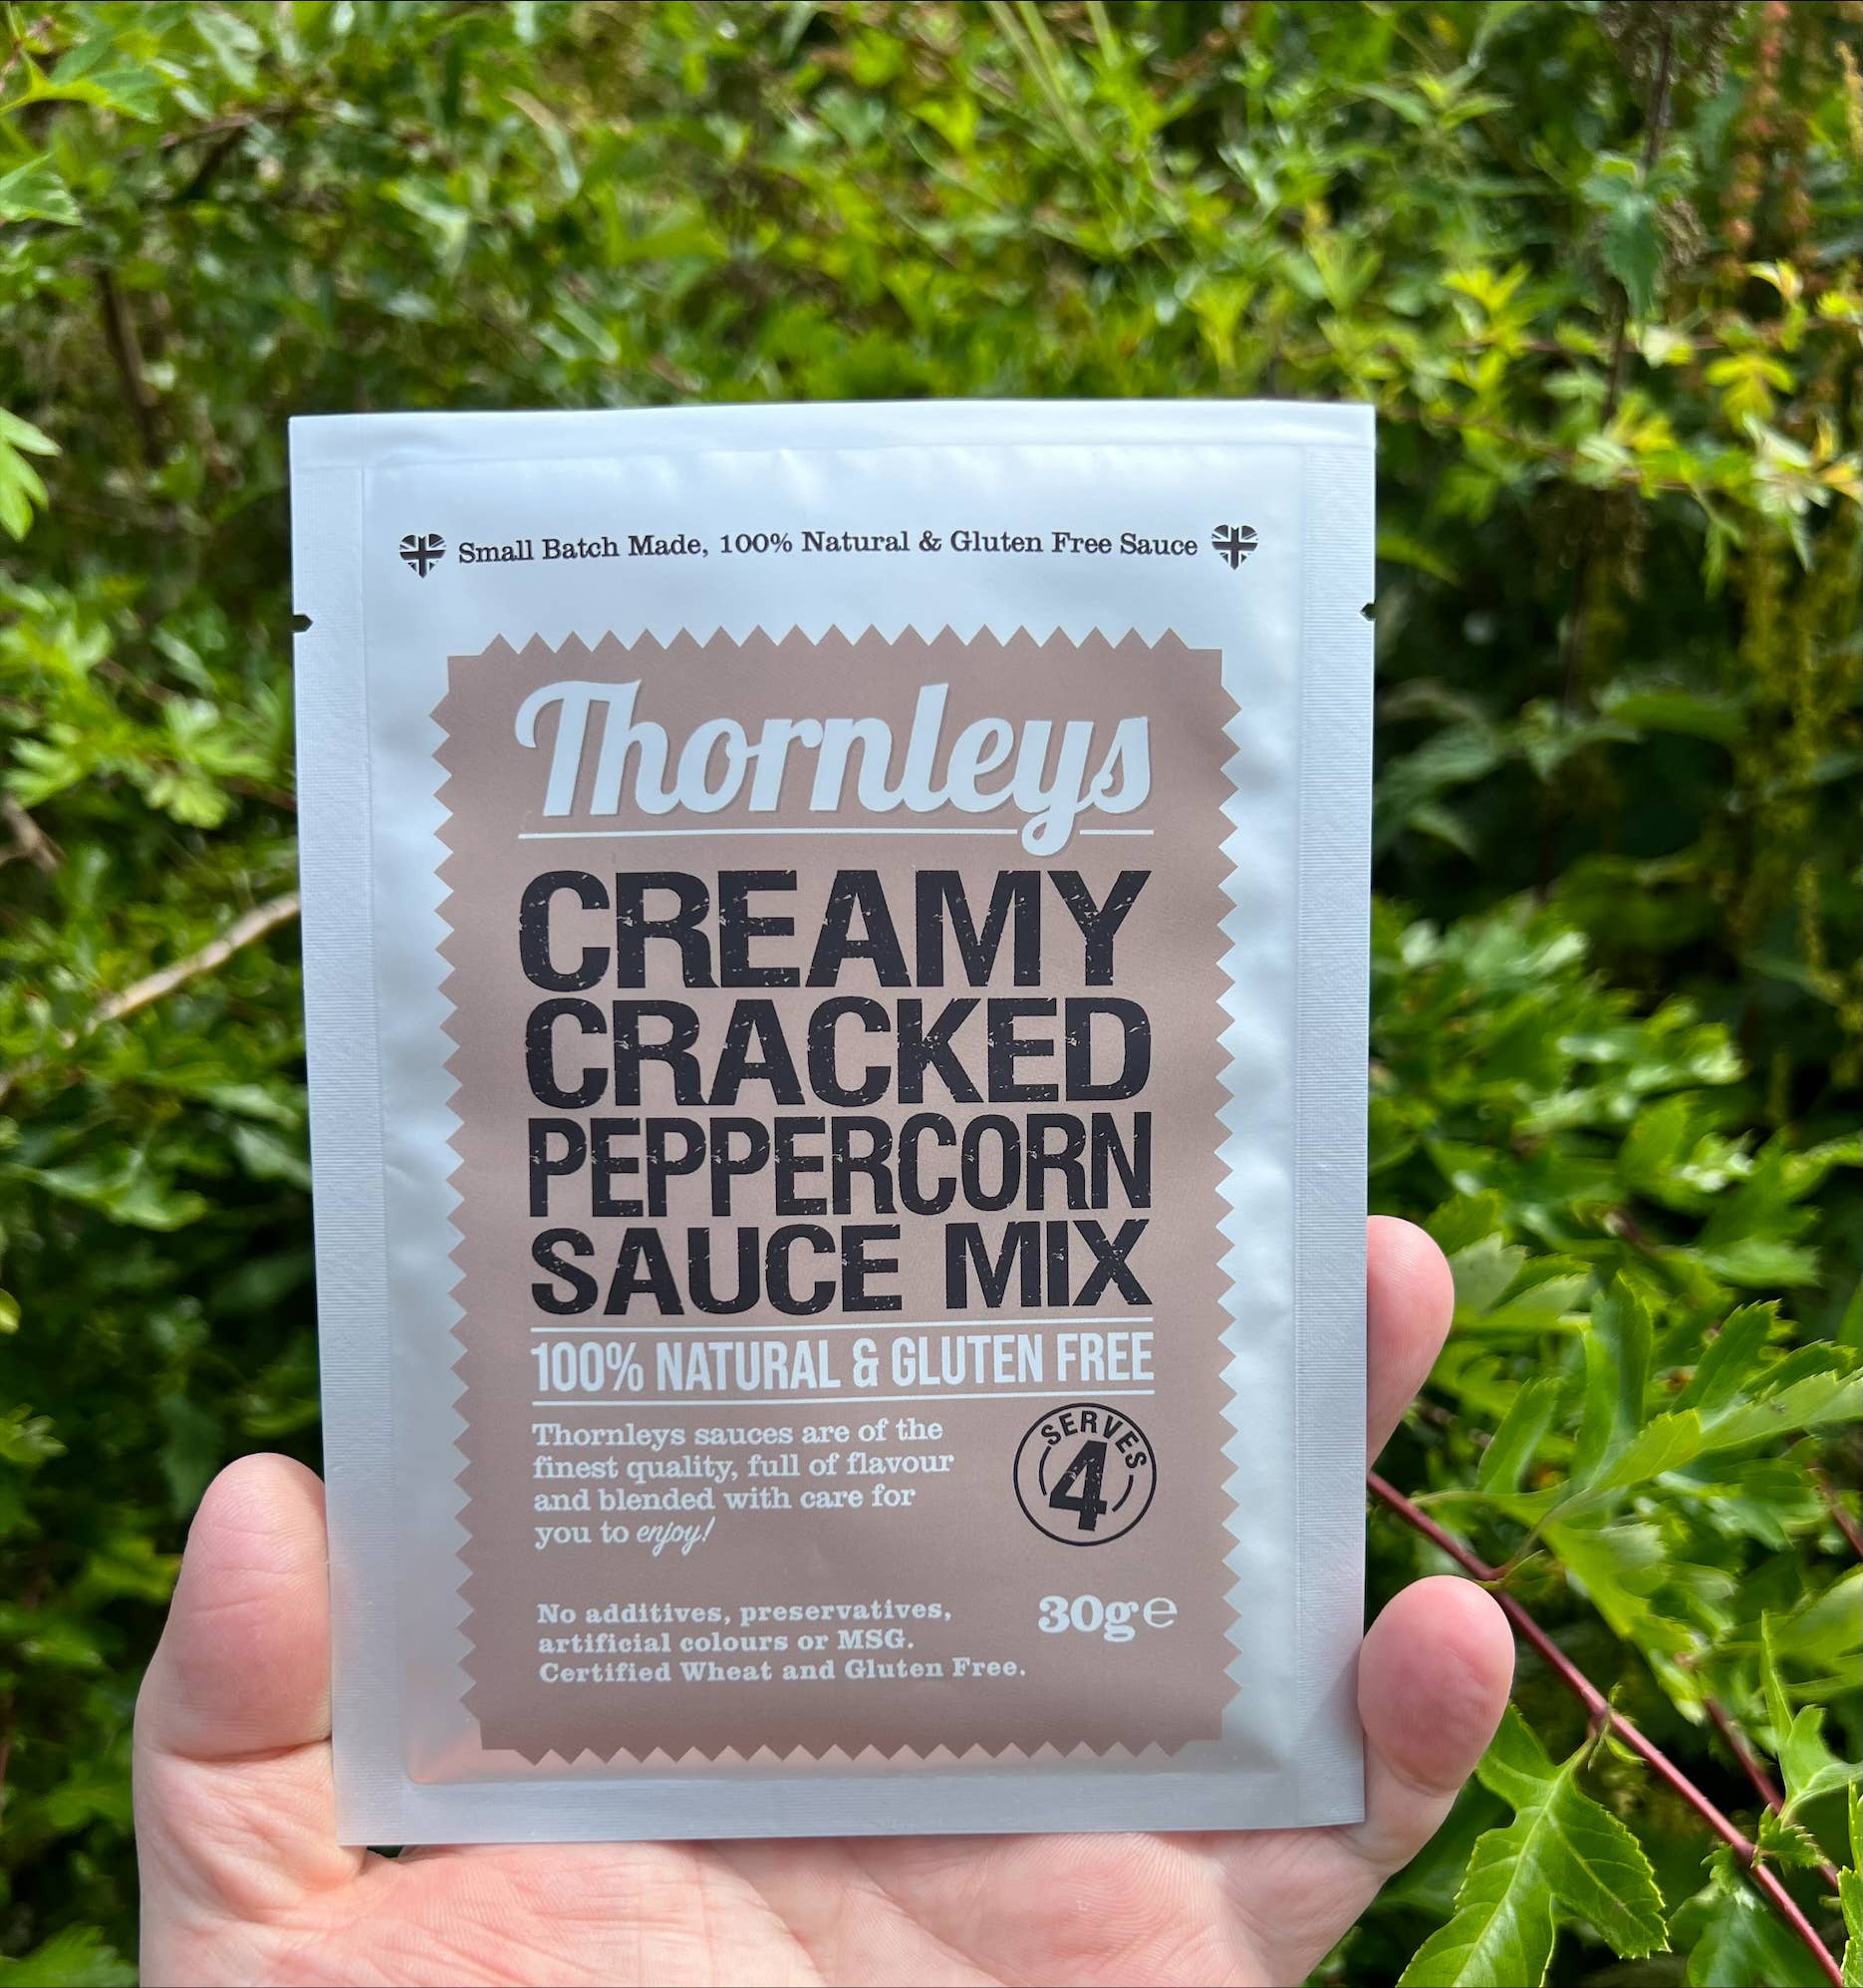 Small Batch Made, 100% Natural & Gluten Free Sauce
Thornleys
CREAMY
CRACKED
PEPPERCORN
SAUCE MIX
100% NATURAL & GLUTEN FREE
Thornleys sauces are of the
finest quality, full of flavour
and blended with care for
you to enjoy!
SERVES
4
No additives, preservatives,
artificial colours or MSG.
Certified Wheat and Gluten Free.
30g℮